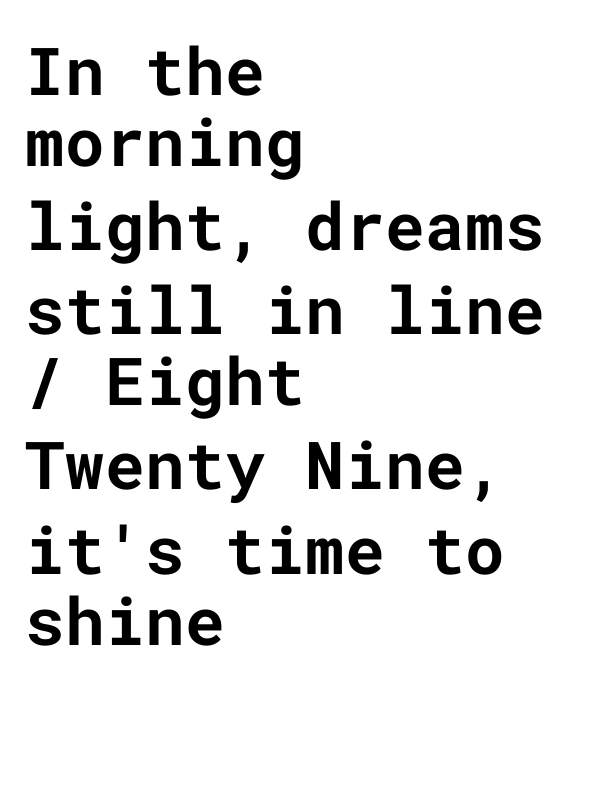 In the
morning
light, dreams
still in line
/ Eight
Twenty Nine,
it's time to
shine